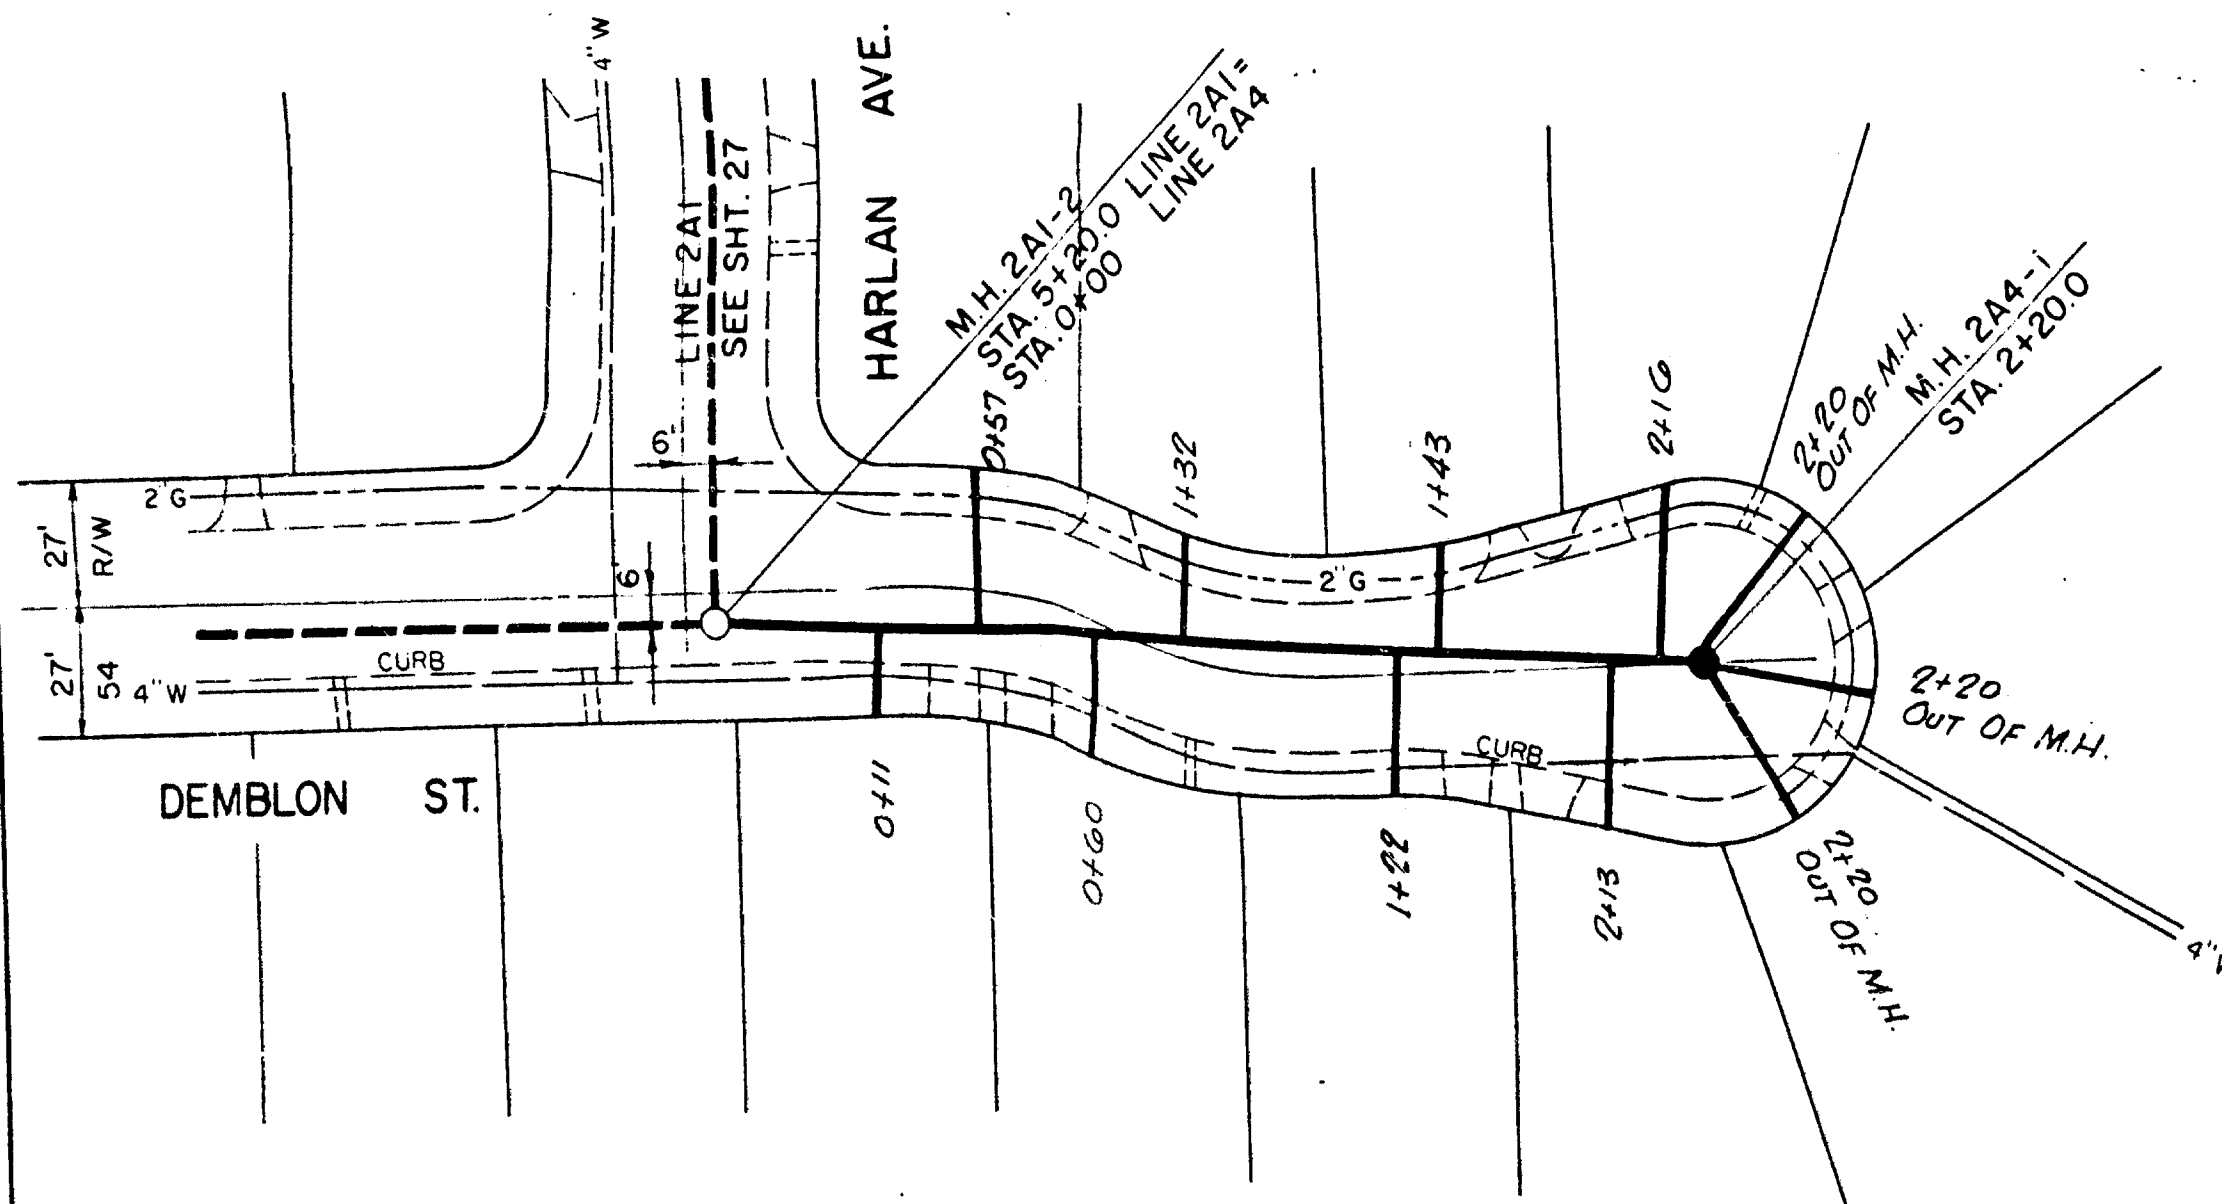 4"W
HARLAN AVE.
LINE 2A1
SEE SHT. 27
M.H. 2A1-2
STA. 5+20.0 LINE 2A1=
STA. 0+00 LINE 2A4
M.H. 2A4-1
STA. 2+20.0
2+20
OUT OF M.H.
0+57
1+32
1+43
2+16
6'
2"G
27'
R/W
6'
2"G
27'
54
4"W
CURB
CURB
2+20
OUT OF M.H.
DEMBLON ST.
0+11
0+60
1+22
2+13
2+20
OUT OF M.H.